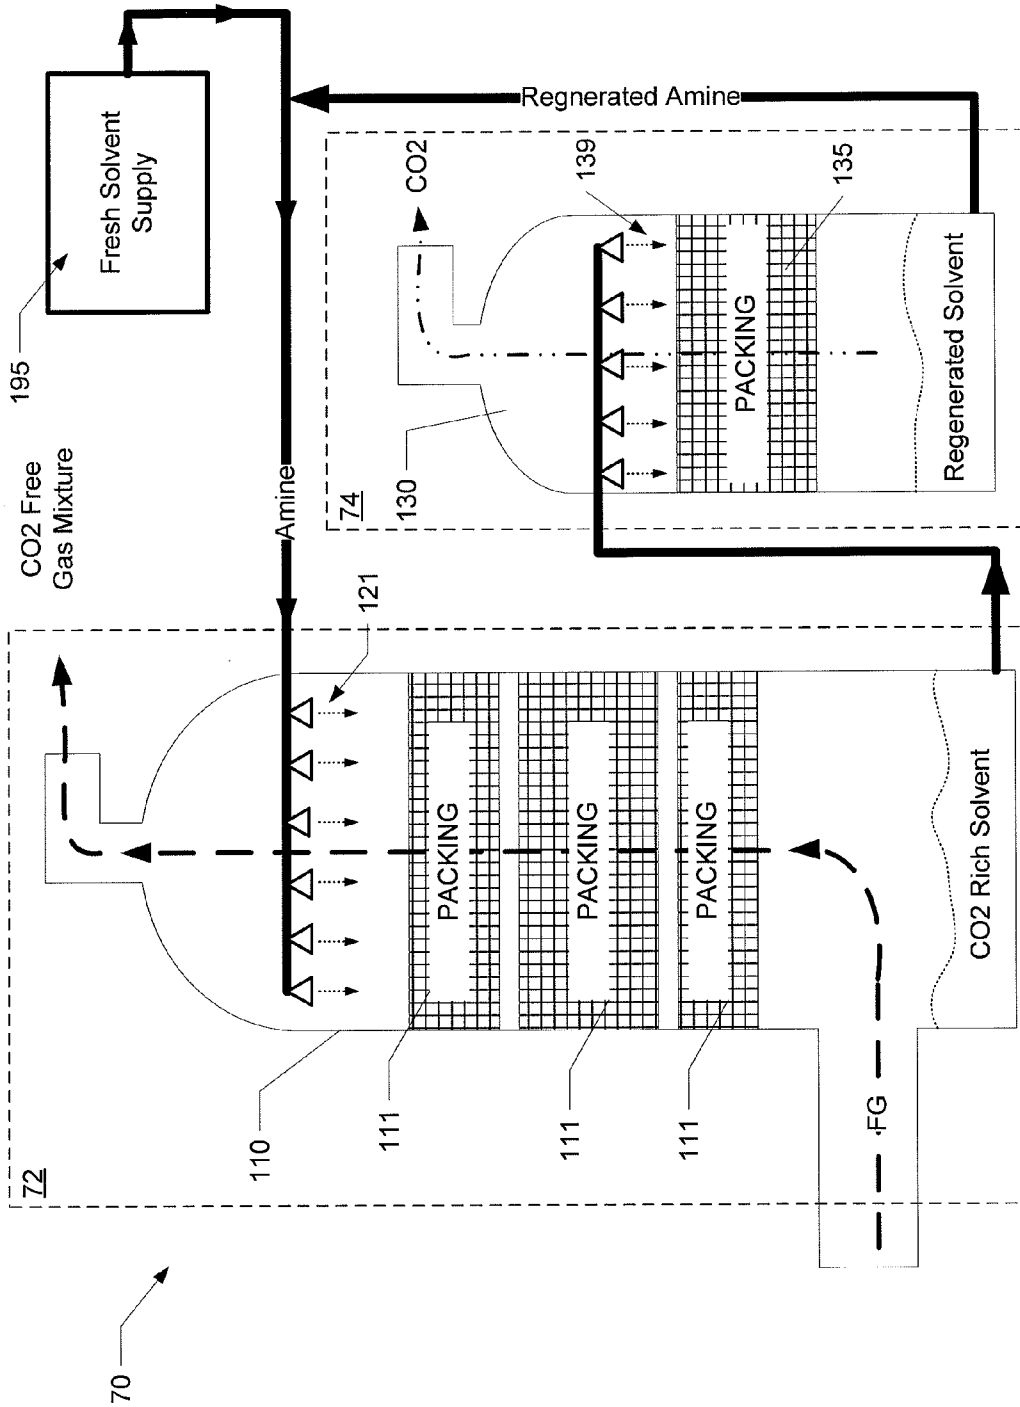 Fresh Solvent
Supply
195
CO2 Free
Gas Mixture
Amine
Regnerated Amine
72
110
121
PACKING
111
PACKING
111
PACKING
111
FG
CO2 Rich Solvent
74
130
CO2
139
PACKING
135
Regenerated Solvent
70